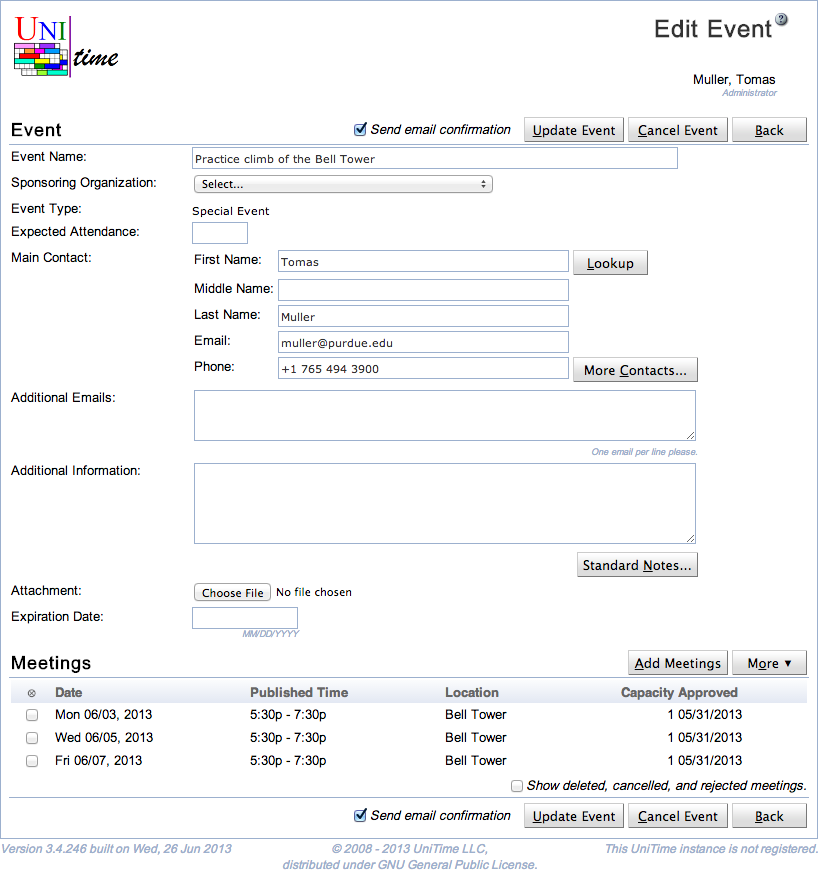 UNI time
Edit Event ?
Muller, Tomas
Administrator
Event Send email confirmation Update Event Cancel Event Back
Event Name: Practice climb of the Bell Tower
Sponsoring Organization: Select...
Event Type: Special Event
Expected Attendance:
Main Contact: First Name: Tomas Lookup
Middle Name:
Last Name: Muller
Email: muller@purdue.edu
Phone: +1 765 494 3900 More Contacts...
Additional Emails:
One email per line please.
Additional Information:
Standard Notes...
Attachment: Choose File No file chosen
Expiration Date:
MM/DD/YYYY
Meetings Add Meetings More ▼
⊗ Date Published Time Location Capacity Approved
Mon 06/03, 2013 5:30p - 7:30p Bell Tower 1 05/31/2013
Wed 06/05, 2013 5:30p - 7:30p Bell Tower 1 05/31/2013
Fri 06/07, 2013 5:30p - 7:30p Bell Tower 1 05/31/2013
Show deleted, cancelled, and rejected meetings.
Send email confirmation Update Event Cancel Event Back
Version 3.4.246 built on Wed, 26 Jun 2013 © 2008 - 2013 UniTime LLC, This UniTime instance is not registered.
distributed under GNU General Public License.